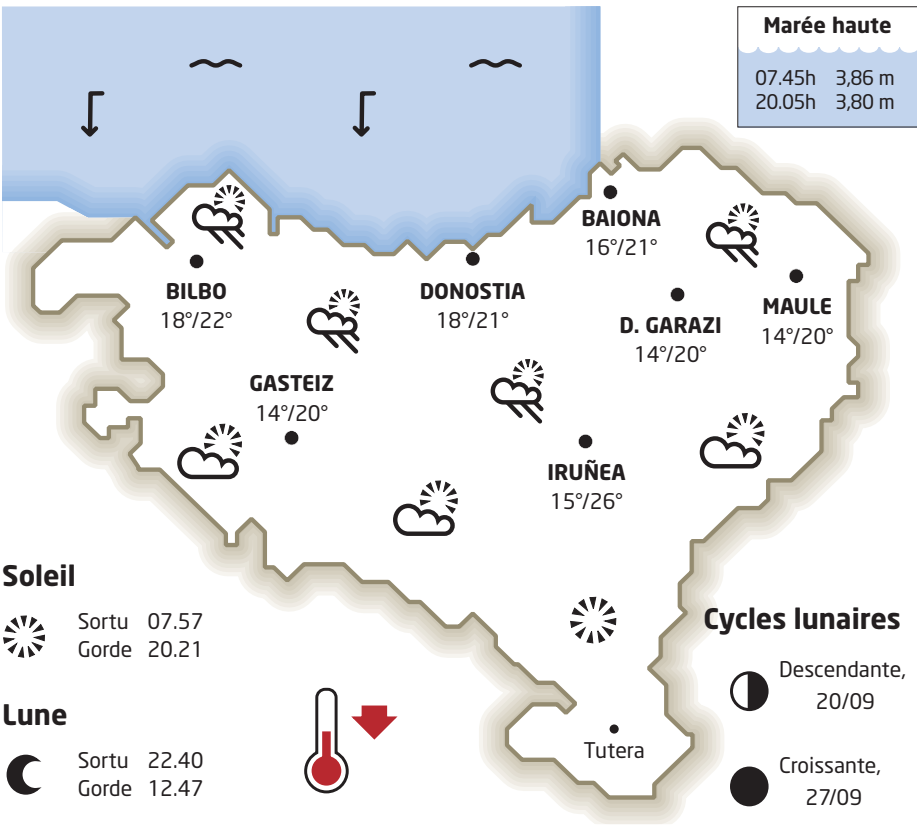 Marée haute
07.45h 3,86 m
20.05h 3,80 m
BAIONA
16°/21°
BILBO
18°/22°
DONOSTIA
18°/21°
D. GARAZI
14°/20°
MAULE
14°/20°
GASTEIZ
14°/20°
IRUÑEA
15°/26°
Soleil
Sortu 07.57
Gorde 20.21
Lune
Sortu 22.40
Gorde 12.47
Tutera
Cycles lunaires
Descendante,
20/09
Croissante,
27/09